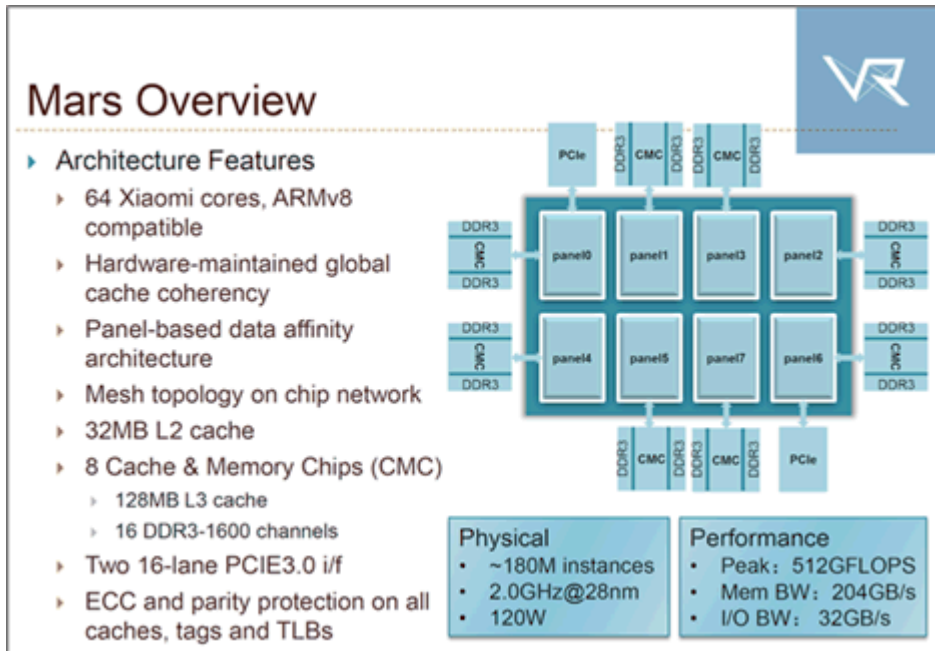 VR
Mars Overview
Architecture Features
64 Xiaomi cores, ARMv8
compatible
Hardware-maintained global
cache coherency
Panel-based data affinity
architecture
Mesh topology on chip network
32MB L2 cache
8 Cache & Memory Chips (CMC)
128MB L3 cache
16 DDR3-1600 channels
Two 16-lane PCIE3.0 i/f
ECC and parity protection on all
caches, tags and TLBs
PCIe
DDR3 CMC DDR3
DDR3 CMC DDR3
DDR3
CMC
DDR3
panel0 panel1 panel3 panel2
DDR3
CMC
DDR3
DDR3
CMC
DDR3
panel4 panel5 panel7 panel6
DDR3
CMC
DDR3
DDR3 CMC DDR3
DDR3 CMC DDR3
PCIe
Physical
• ~180M instances
• 2.0GHz@28nm
• 120W
Performance
• Peak: 512GFLOPS
• Mem BW: 204GB/s
• I/O BW: 32GB/s